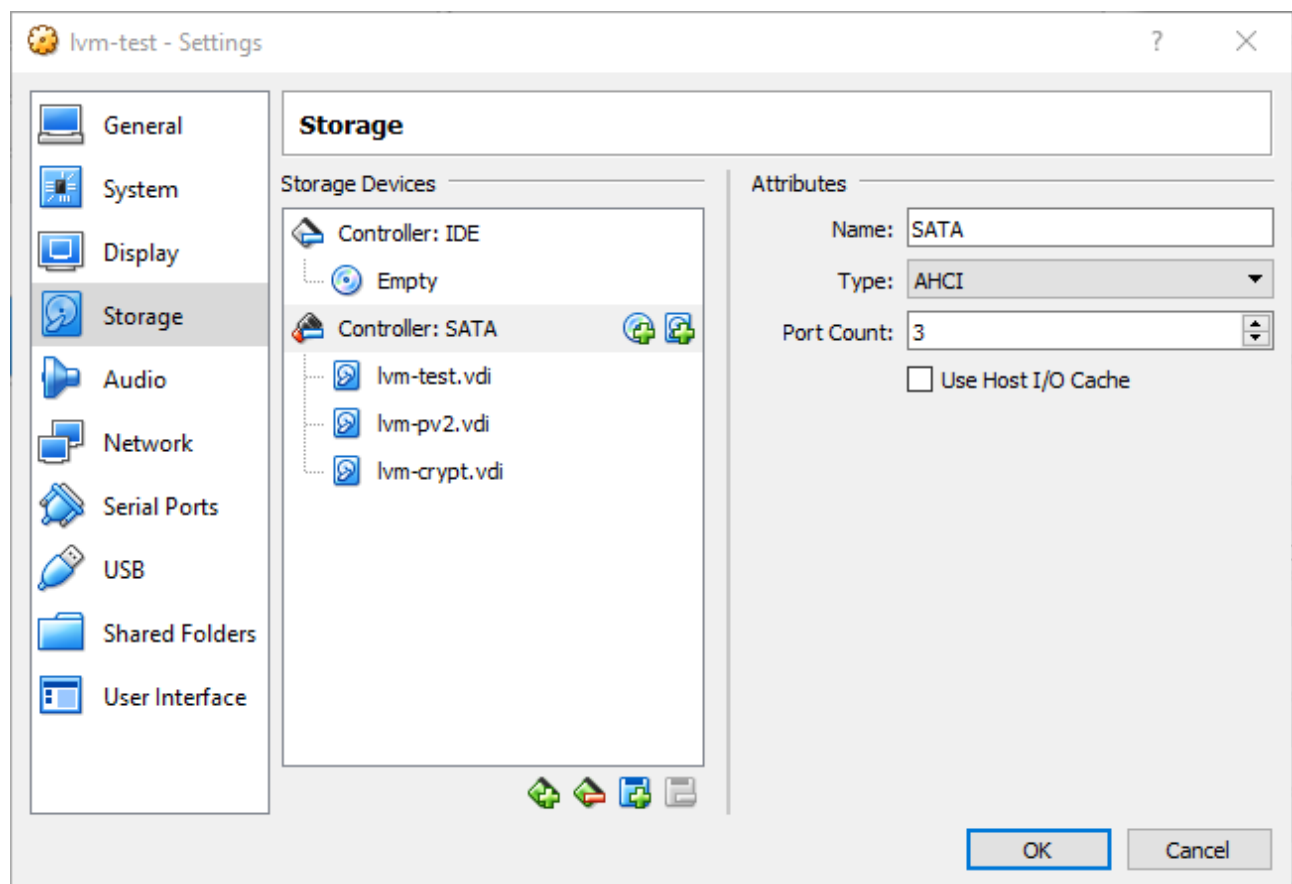 lvm-test - Settings
?
General
System
Display
Storage
Audio
Network
Serial Ports
USB
Shared Folders
User Interface
Storage
Storage Devices
Controller: IDE
Empty
Controller: SATA
lvm-test.vdi
lvm-pv2.vdi
lvm-crypt.vdi
Attributes
Name: SATA
Type: AHCI
Port Count: 3
Use Host I/O Cache
OK
Cancel